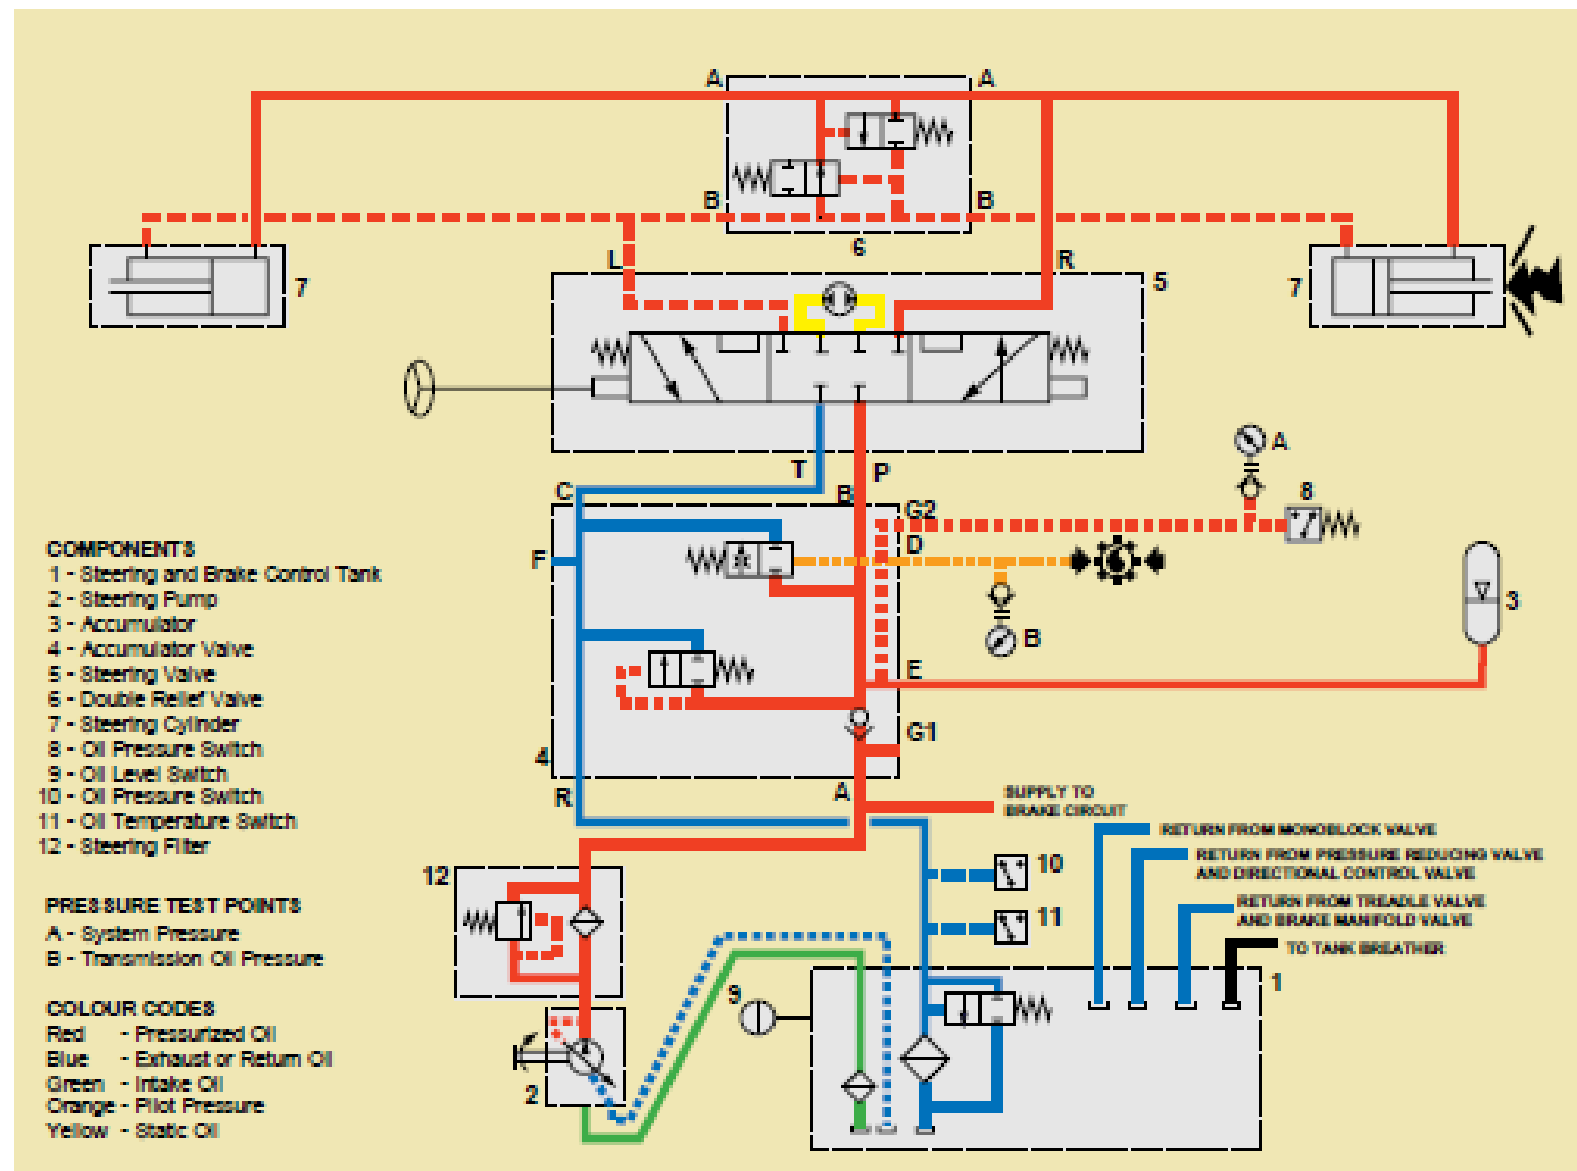 A
A
B
B
6
L
R
5
7
7
T
P
A
C
B
G2
8
F
D
B
3
E
G1
4
R
A
COMPONENTS
1 - Steering and Brake Control Tank
2 - Steering Pump
3 - Accumulator
4 - Accumulator Valve
5 - Steering Valve
6 - Double Relief Valve
7 - Steering Cylinder
8 - Oil Pressure Switch
9 - Oil Level Switch
10 - Oil Pressure Switch
11 - Oil Temperature Switch
12 - Steering Filter
PRESSURE TEST POINTS
A - System Pressure
B - Transmission Oil Pressure
COLOUR CODES
Red - Pressurized Oil
Blue - Exhaust or Return Oil
Green - Intake Oil
Orange - Pilot Pressure
Yellow - Static Oil
SUPPLY TO
BRAKE CIRCUIT
RETURN FROM MONOBLOCK VALVE
RETURN FROM PRESSURE REDUCING VALVE
AND DIRECTIONAL CONTROL VALVE
RETURN FROM TREADLE VALVE
AND BRAKE MANIFOLD VALVE
TO TANK BREATHER
12
10
11
9
1
2